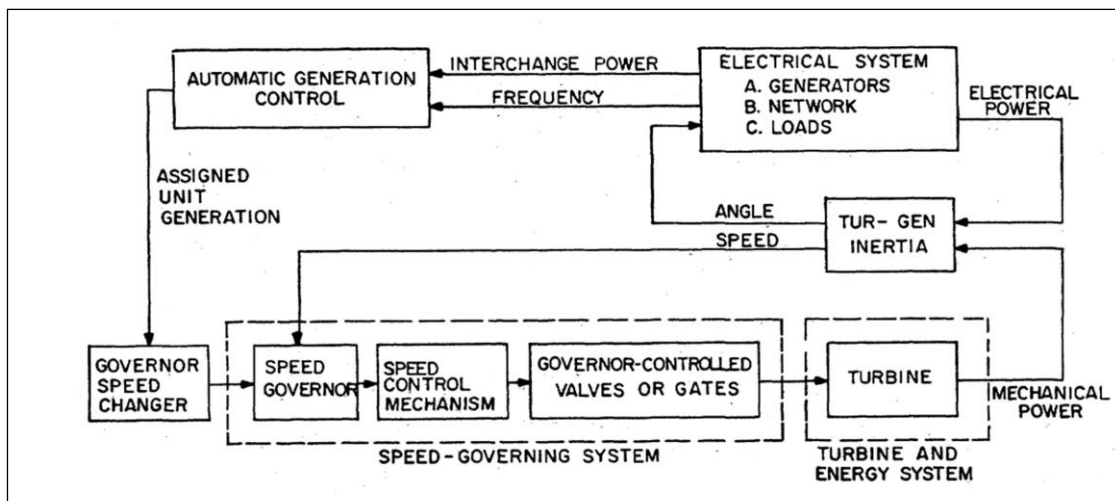 AUTOMATIC GENERATION
CONTROL
INTERCHANGE POWER
FREQUENCY
ELECTRICAL SYSTEM
A. GENERATORS
B. NETWORK
C. LOADS
ELECTRICAL
POWER
ASSIGNED
UNIT
GENERATION
ANGLE
SPEED
TUR- GEN
INERTIA
GOVERNOR
SPEED
CHANGER
SPEED
GOVERNOR
SPEED
CONTROL
MECHANISM
GOVERNOR-CONTROLLED
VALVES OR GATES
TURBINE
MECHANICAL
POWER
SPEED-GOVERNING SYSTEM
TURBINE AND
ENERGY SYSTEM